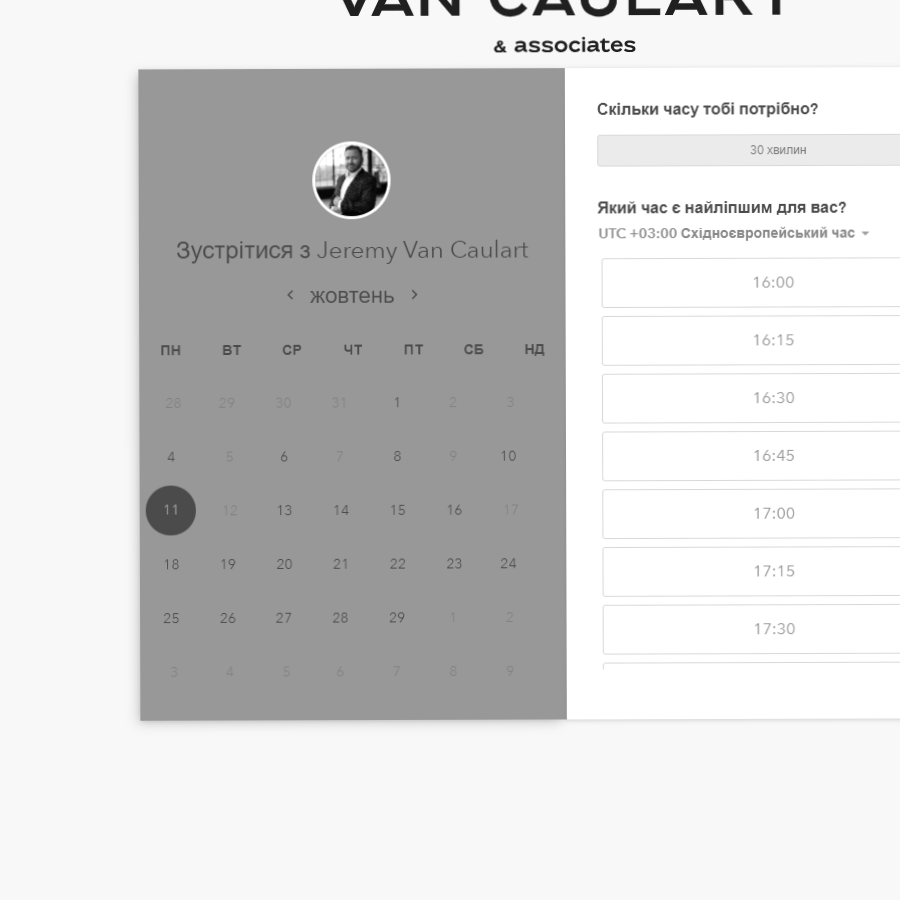 VAN CAULART
& associates
Зустрітися з Jeremy Van Caulart
жовтень
ПН ВТ СР ЧТ ПТ СБ НД
28 29 30 31 1 2 3
4 5 6 7 8 9 10
11 12 13 14 15 16 17
18 19 20 21 22 23 24
25 26 27 28 29 1 2
3 4 5 6 7 8 9
Скільки часу тобі потрібно?
30 хвилин
Який час є найліпшим для вас?
UTC +03:00 Східноєвропейський час
16:00
16:15
16:30
16:45
17:00
17:15
17:30